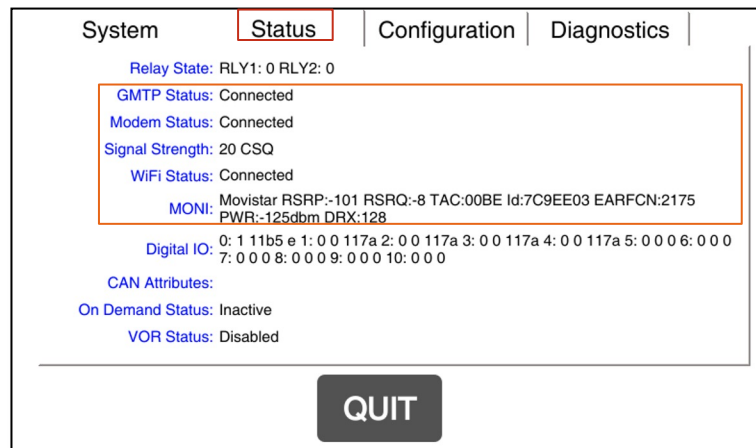 System Status Configuration Diagnostics
Relay State: RLY1: 0 RLY2: 0
GMTP Status: Connected
Modem Status: Connected
Signal Strength: 20 CSQ
WiFi Status: Connected
MONI: Movistar RSRP:-101 RSRQ:-8 TAC:00BE Id:7C9EE03 EARFCN:2175
PWR:-125dbm DRX:128
Digital IO: 0: 1 11b5 e 1: 0 0 117a 2: 0 0 117a 3: 0 0 117a 4: 0 0 117a 5: 0 0 0 6: 0 0 0
7: 0 0 0 8: 0 0 0 9: 0 0 0 10: 0 0 0
CAN Attributes:
On Demand Status: Inactive
VOR Status: Disabled
QUIT